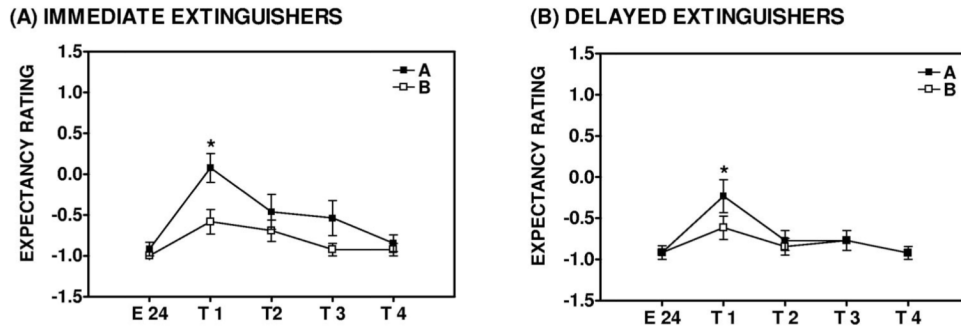 (A) IMMEDIATE EXTINGUISHERS
EXPECTANCY RATING
1.5
1.0
0.5
0.0
-0.5
-1.0
-1.5
A
B
*
E 24 T 1 T2 T 3 T 4
(B) DELAYED EXTINGUISHERS
EXPECTANCY RATING
1.5
1.0
0.5
0.0
-0.5
-1.0
-1.5
A
B
*
E 24 T 1 T 2 T 3 T 4